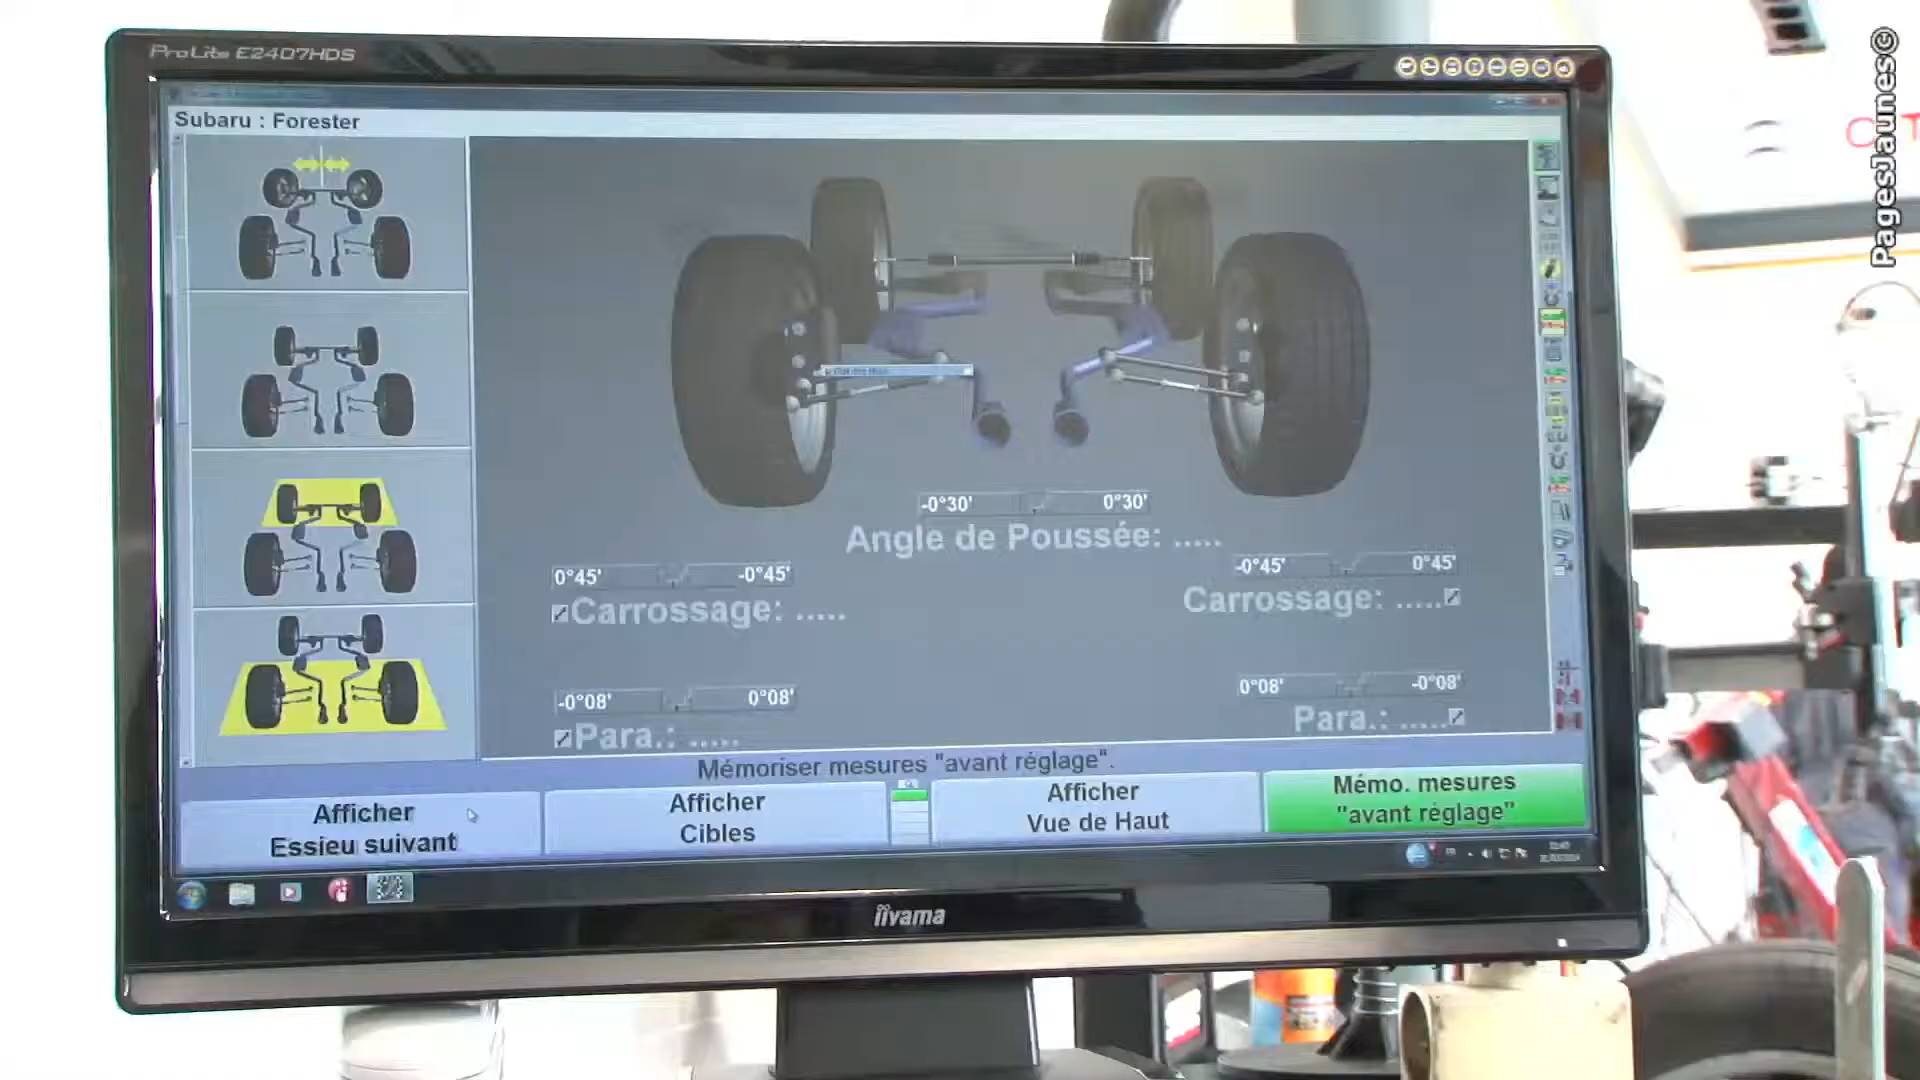 ProLite E2407HDS
PagesJaunes©
Subaru : Forester
-0°30' 0°30'
Angle de Poussée: .....
0°45' -0°45'
Carrossage: .....
-0°45' 0°45'
Carrossage: .....
-0°08' 0°08'
Para.: .....
0°08' -0°08'
Para.: .....
Mémoriser mesures "avant réglage".
Afficher
Essieu suivant
Afficher
Cibles
Afficher
Vue de Haut
Mémo. mesures
"avant réglage"
iiyama